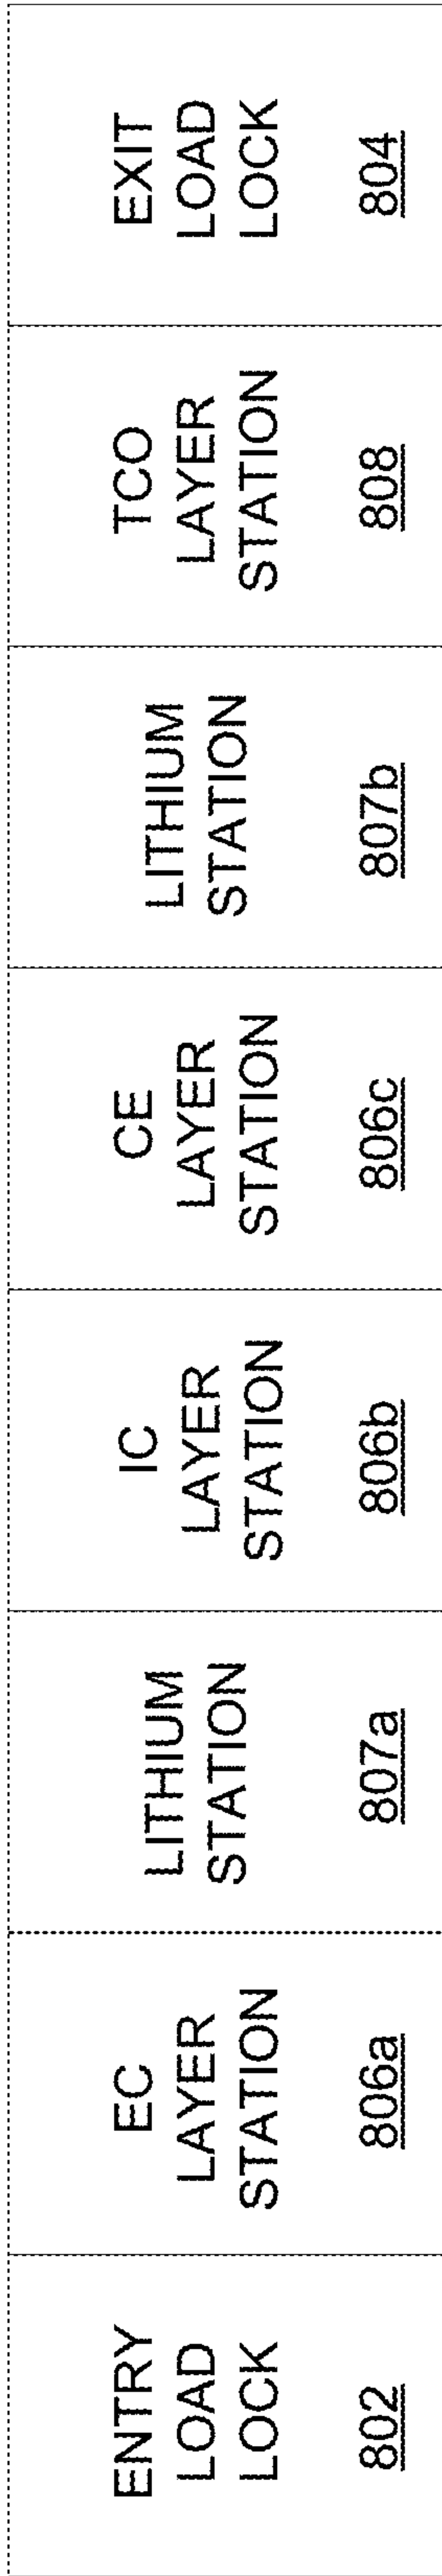 ENTRY
LOAD
LOCK
802
EC
LAYER
STATION
806a
LITHIUM
STATION
807a
IC
LAYER
STATION
806b
CE
LAYER
STATION
806c
LITHIUM
STATION
807b
TCO
LAYER
STATION
808
EXIT
LOAD
LOCK
804